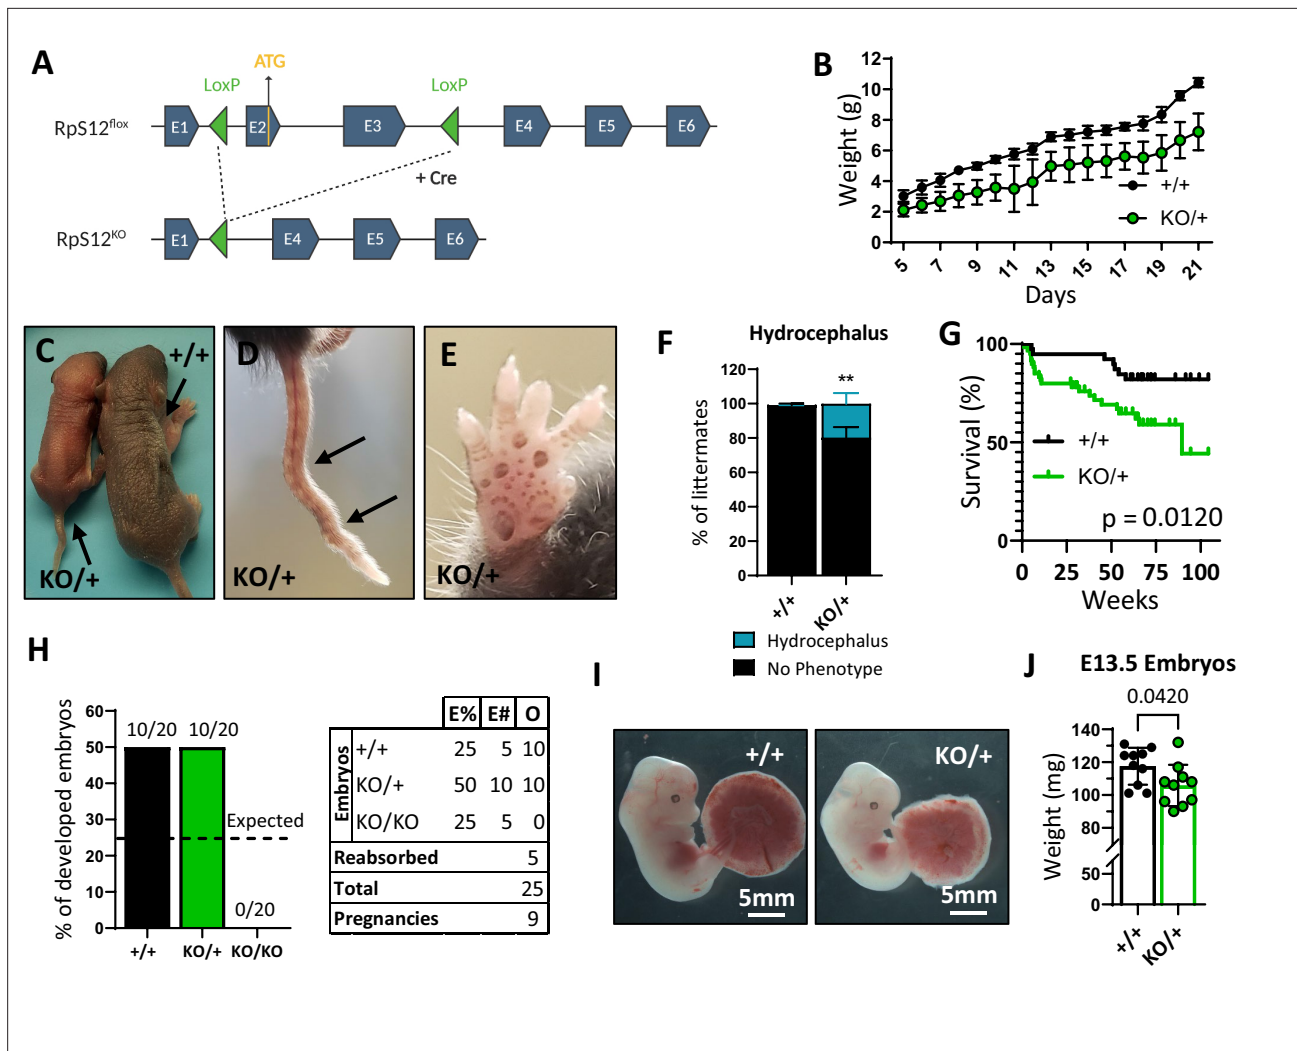 A
ATG
LoxP
LoxP
RpS12flox
E1
E2
E3
E4
E5
E6
+ Cre
RpS12KO
E1
E4
E5
E6
B
Weight (g)
12
10
8
6
4
2
0
+/+
KO/+
5
7
9
11
13
15
17
19
21
Days
C
+/+
KO/+
D
KO/+
E
KO/+
F
Hydrocephalus
% of littermates
120
100
80
60
40
20
0
**
+/+
KO/+
Hydrocephalus
No Phenotype
G
Survival (%)
100
50
0
+/+
KO/+
p = 0.0120
0 25 50 75 100
Weeks
H
% of developed embryos
60
50
40
30
20
10
0
10/20 10/20
Expected
0/20
+/+ KO/+ KO/KO
E% E# O
Embryos
+/+ 25 5 10
KO/+ 50 10 10
KO/KO 25 5 0
Reabsorbed 5
Total 25
Pregnancies 9
I
+/+
5mm
KO/+
5mm
J
E13.5 Embryos
0.0420
Weight (mg)
140
120
100
80
50
0
+/+
KO/+